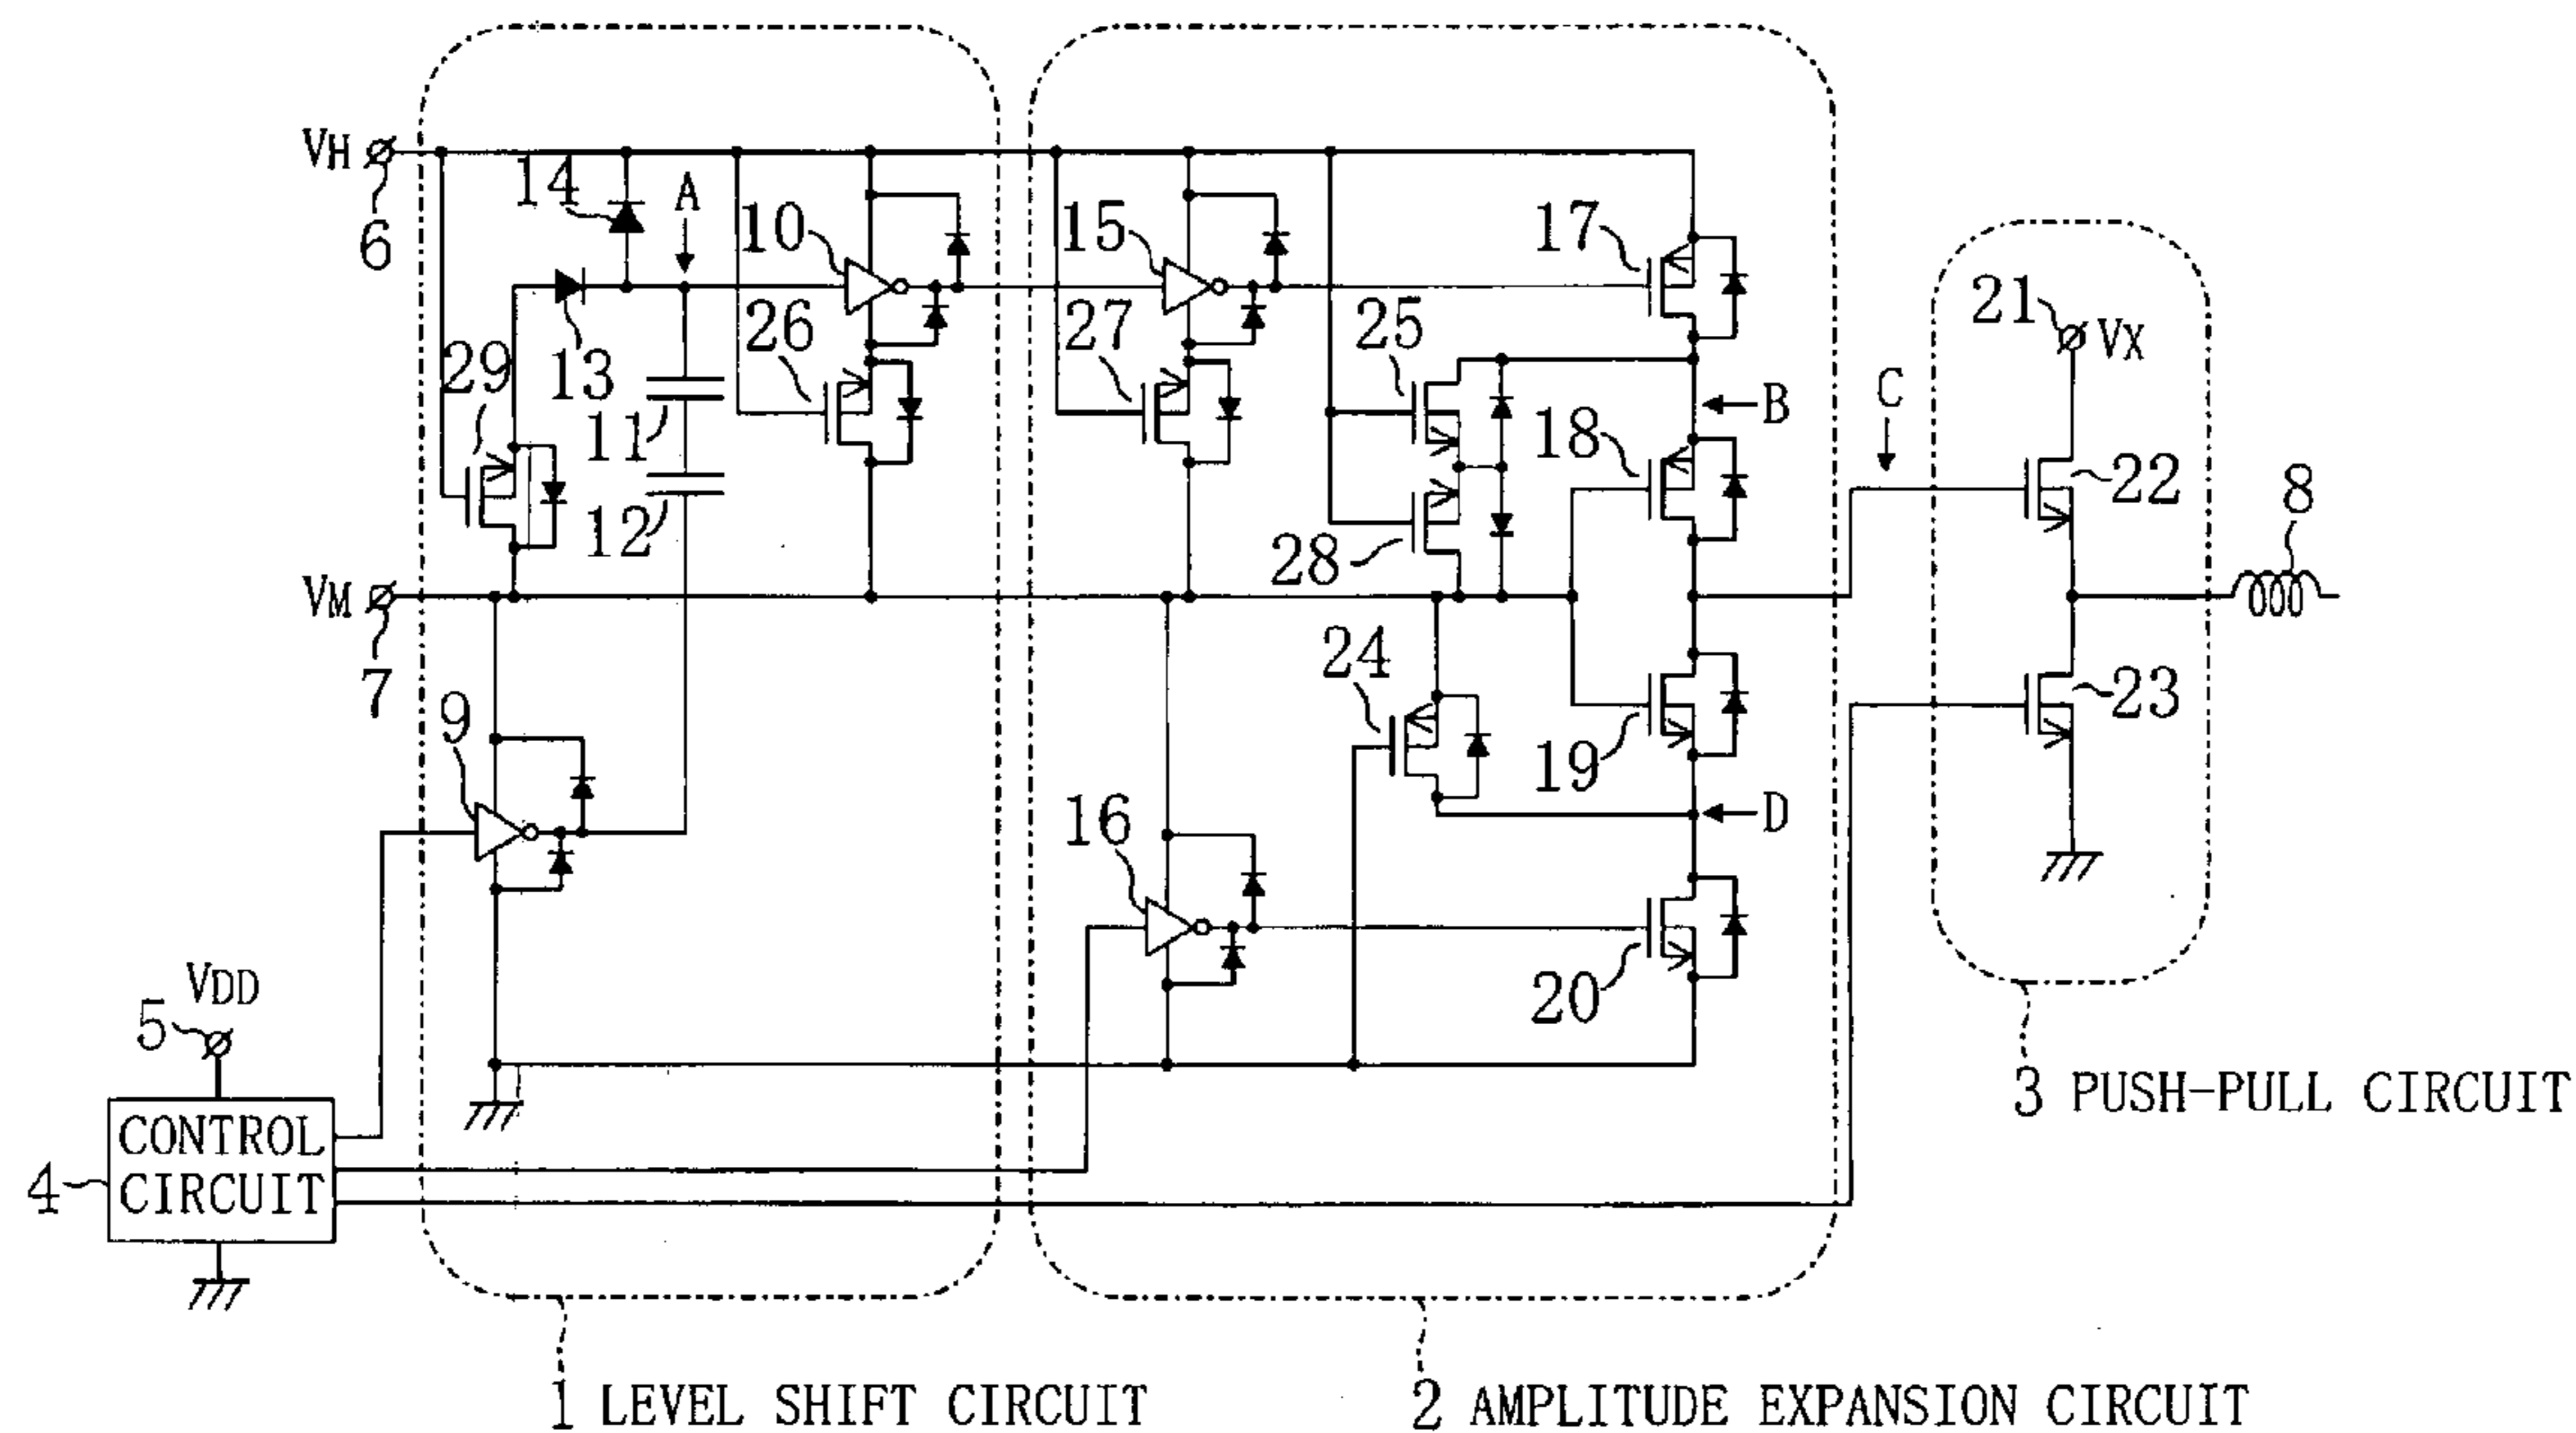 VH
6
14
A
10
15
17
13
26
27
25
29
11
12
18
B
C
21
VX
22
8
28
VM
7
24
19
23
9
16
D
20
VDD
5
CONTROL
CIRCUIT
4
3 PUSH-PULL CIRCUIT
1 LEVEL SHIFT CIRCUIT
2 AMPLITUDE EXPANSION CIRCUIT